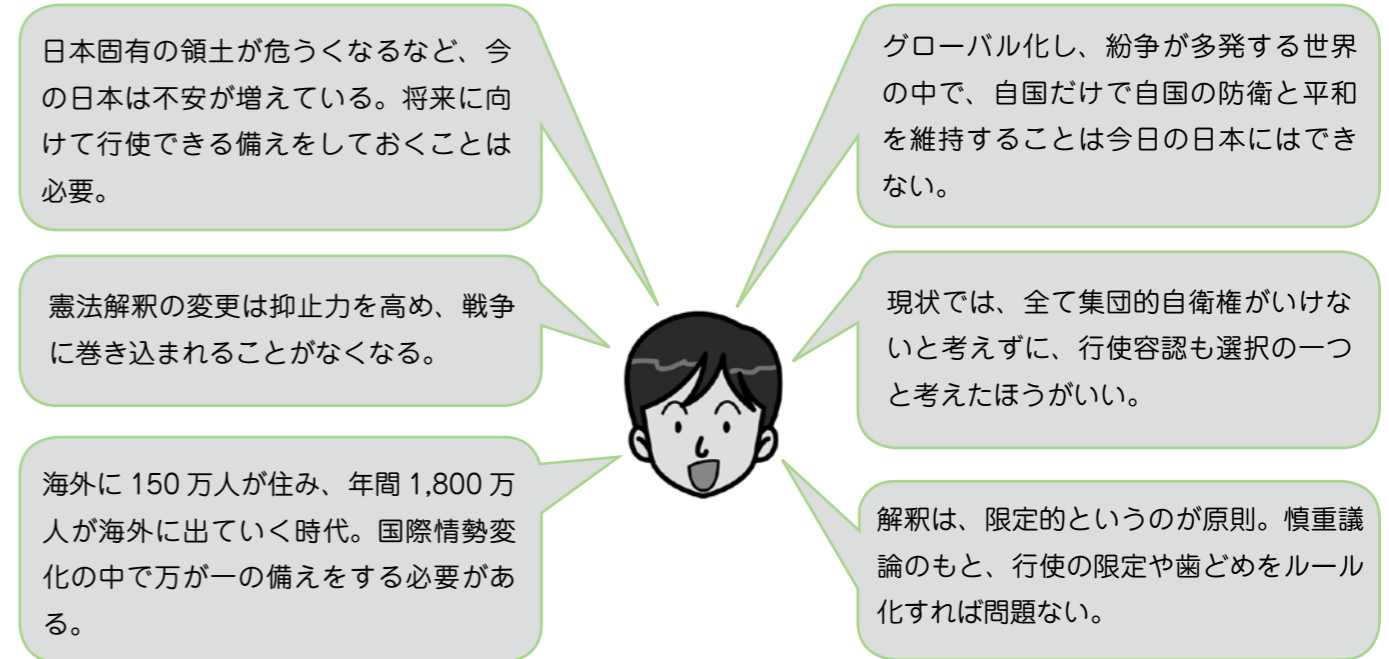 日本固有の領土が危うくなるなど、今
の日本は不安が増えている。将来に向
けて行使できる備えをしておくことは
必要。
憲法解釈の変更は抑止力を高め、戦争
に巻き込まれることがなくなる。
海外に 150 万人が住み、年間 1,800 万
人が海外に出ていく時代。国際情勢変
化の中で万が一の備えをする必要があ
る。
グローバル化し、紛争が多発する世界
の中で、自国だけで自国の防衛と平和
を維持することは今日の日本にはでき
ない。
現状では、全て集団的自衛権がいけな
いと考えずに、行使容認も選択の一つ
と考えたほうがいい。
解釈は、限定的というのが原則。慎重議
論のもと、行使の限定や歯どめをルール
化すれば問題ない。